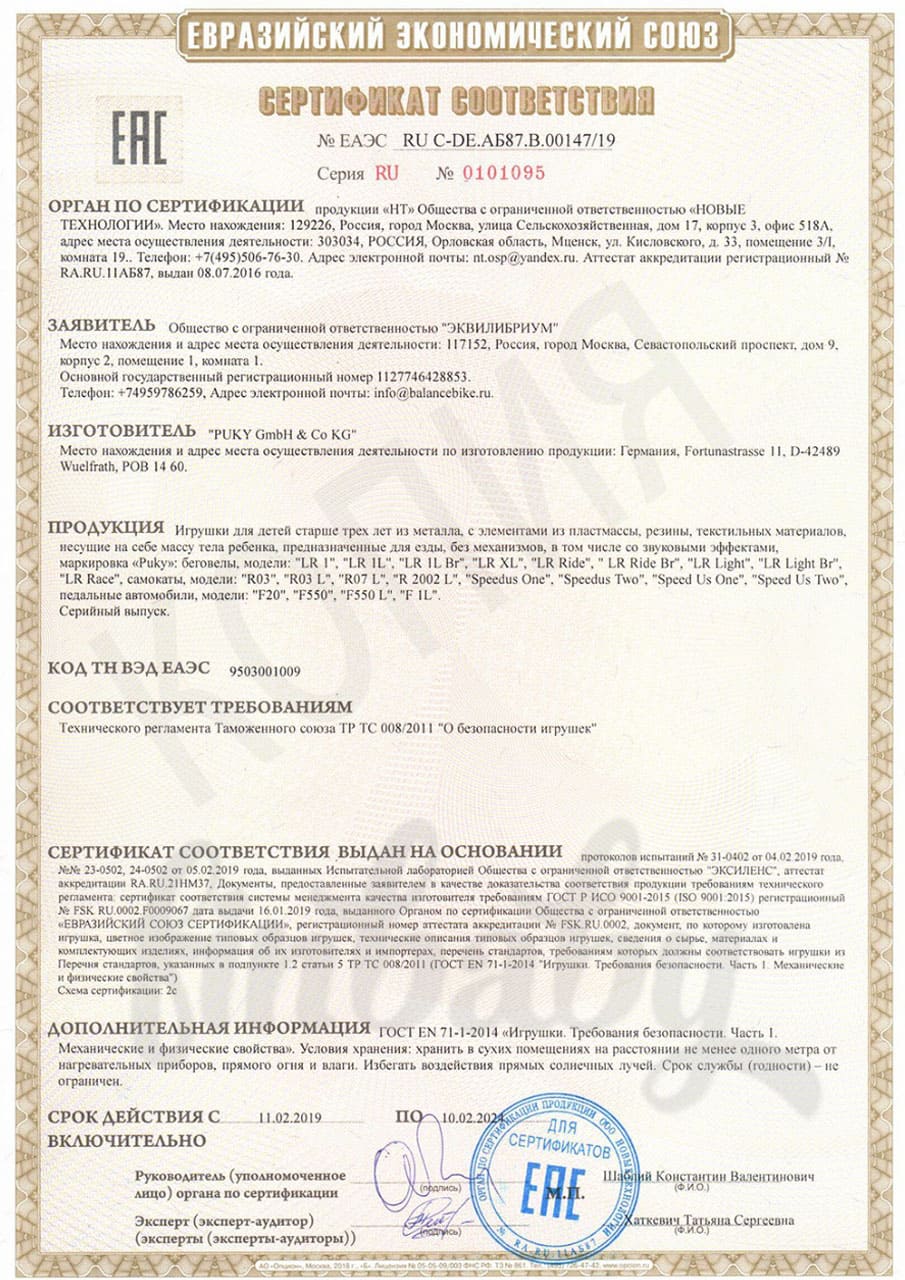 ЕВРАЗИЙСКИЙ ЭКОНОМИЧЕСКИЙ СОЮЗ
EAC
СЕРТИФИКАТ СООТВЕТСТВИЯ
№ ЕАЭС RU С-DE.АБ87.В.00147/19
Серия RU № 0101095
ОРГАН ПО СЕРТИФИКАЦИИ продукции «НТ» Общества с ограниченной ответственностью «НОВЫЕ
ТЕХНОЛОГИИ». Место нахождения: 129226, Россия, город Москва, улица Сельскохозяйственная, дом 17, корпус 3, офис 518А,
адрес места осуществления деятельности: 303034, РОССИЯ, Орловская область, Мценск, ул. Кисловского, д. 33, помещение 3/I,
комната 19.. Телефон: +7(495)506-76-30. Адрес электронной почты: nt.osp@yandex.ru. Аттестат аккредитации регистрационный №
RA.RU.11АБ87, выдан 08.07.2016 года.
ЗАЯВИТЕЛЬ Общество с ограниченной ответственностью "ЭКВИЛИБРИУМ"
Место нахождения и адрес места осуществления деятельности: 117152, Россия, город Москва, Севастопольский проспект, дом 9,
корпус 2, помещение 1, комната 1.
Основной государственный регистрационный номер 1127746428853.
Телефон: +74959786259, Адрес электронной почты: info@balancebike.ru.
ИЗГОТОВИТЕЛЬ "PUKY GmbH & Co KG"
Место нахождения и адрес места осуществления деятельности по изготовлению продукции: Германия, Fortunastrasse 11, D-42489
Wuelfrath, POB 14 60.
ПРОДУКЦИЯ Игрушки для детей старше трех лет из металла, с элементами из пластмассы, резины, текстильных материалов,
несущие на себе массу тела ребенка, предназначенные для езды, без механизмов, в том числе со звуковыми эффектами,
маркировка «Puky»: беговелы, модели: "LR 1", "LR 1L", "LR 1L Br", "LR XL", "LR Ride", " LR Ride Br", "LR Light", "LR Light Br",
"LR Race", самокаты, модели: "R03", "R03 L", "R07 L", "R 2002 L", "Speedus One", "Speedus Two", "Speed Us One", "Speed Us Two",
педальные автомобили, модели: "F20", "F550", "F550 L", "F 1L".
Серийный выпуск.
КОД ТН ВЭД ЕАЭС 9503001009
СООТВЕТСТВУЕТ ТРЕБОВАНИЯМ
Технического регламента Таможенного союза ТР ТС 008/2011 "О безопасности игрушек"
СЕРТИФИКАТ СООТВЕТСТВИЯ ВЫДАН НА ОСНОВАНИИ протоколов испытаний № 31-0402 от 04.02.2019 года,
№№ 23-0502, 24-0502 от 05.02.2019 года, выданных Испытательной лабораторией Общества с ограниченной ответственностью "ЭКСИЛЕНС", аттестат
аккредитации RA.RU.21НМ37, Документы, предоставленные заявителем в качестве доказательства соответствия продукции требованиям технического
регламента: сертификат соответствия системы менеджмента качества изготовителя требованиям ГОСТ Р ИСО 9001-2015 (ISO 9001:2015) регистрационный
№ FSK RU.0002.F0009067 дата выдачи 16.01.2019 года, выданного Органом по сертификации Общества с ограниченной ответственностью
«ЕВРАЗИЙСКИЙ СОЮЗ СЕРТИФИКАЦИИ», регистрационный номер аттестата аккредитации № FSK.RU.0002, документ, по которому изготовлена
игрушка, цветное изображение типовых образцов игрушек, технические описания типовых образцов игрушек, сведения о сырье, материалах и
комплектующих изделиях, информация об их изготовителях и импортерах, перечень стандартов, требованиям которых должны соответствовать игрушки из
Перечня стандартов, указанных в подпункте 1.2 статьи 5 ТР ТС 008/2011 (ГОСТ EN 71-1-2014 "Игрушки. Требования безопасности. Часть 1. Механические
и физические свойства")
Схема сертификации: 2с
ДОПОЛНИТЕЛЬНАЯ ИНФОРМАЦИЯ ГОСТ EN 71-1-2014 «Игрушки. Требования безопасности. Часть 1.
Механические и физические свойства». Условия хранения: хранить в сухих помещениях на расстоянии не менее одного метра от
нагревательных приборов, прямого огня и влаги. Избегать воздействия прямых солнечных лучей. Срок службы (годности) – не
ограничен.
СРОК ДЕЙСТВИЯ С 11.02.2019 ПО 10.02.2024
ВКЛЮЧИТЕЛЬНО
Руководитель (уполномоченное
лицо) органа по сертификации
(подпись)
Шаблий Константин Валентинович
(Ф.И.О.)
Эксперт (эксперт-аудитор)
(эксперты (эксперты-аудиторы))
(подпись)
Хаткевич Татьяна Сергеевна
(Ф.И.О.)
М.П.
ОРГАН ПО СЕРТИФИКАЦИИ ПРОДУКЦИИ ООО НОВЫЕ ТЕХНОЛОГИИ
ДЛЯ
СЕРТИФИКАТОВ
EAC
RA.RU.11АБ87
КОПИЯ
АО «Опцион», Москва, 2018 г., «Б». Лицензия № 05-05-09/003 ФНС РФ. ТЗ № 861. Тел. (495) 726-47-42, www.opcion.ru